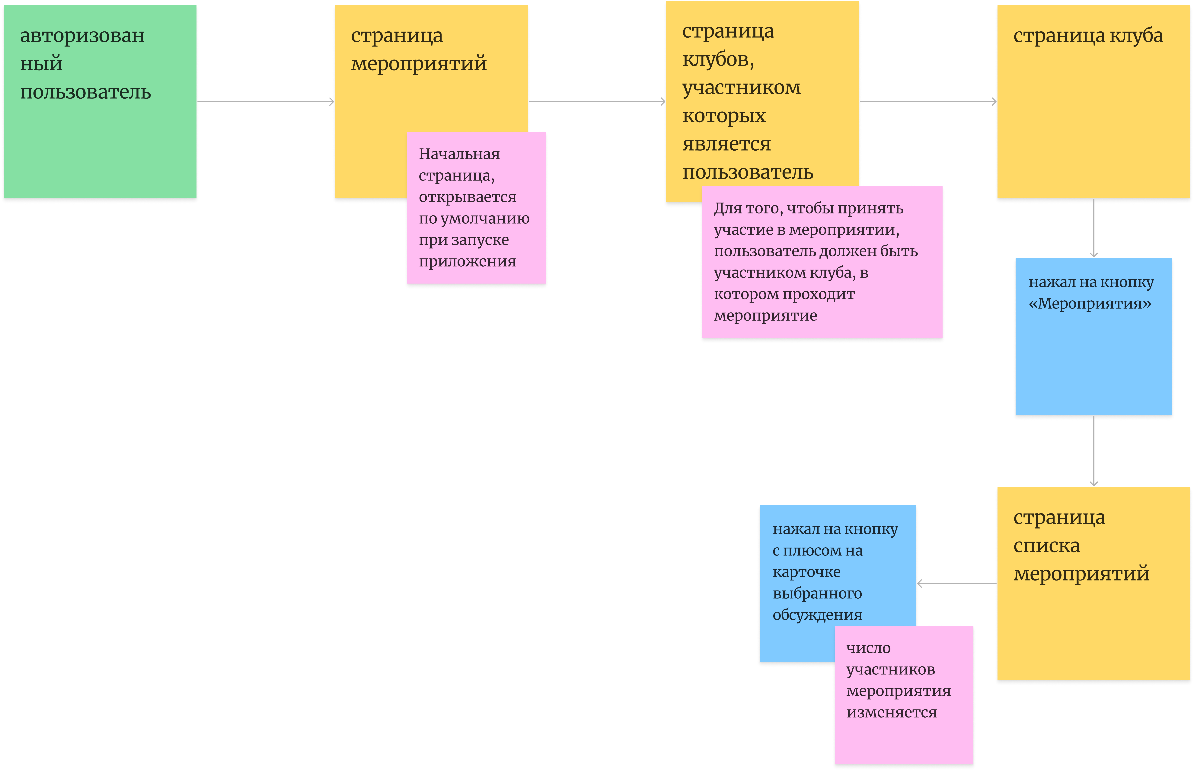 авторизован
ный
пользователь
страница
мероприятий
Начальная
страница,
открывается
по умолчанию
при запуске
приложения
страница
клубов,
участником
которых
является
пользователь
Для того, чтобы принять
участие в мероприятии,
пользователь должен быть
участником клуба, в
котором проходит
мероприятие
страница клуба
нажал на кнопку
«Мероприятия»
страница
списка
мероприятий
нажал на кнопку
с плюсом на
карточке
выбранного
обсуждения
число
участников
мероприятия
изменяется